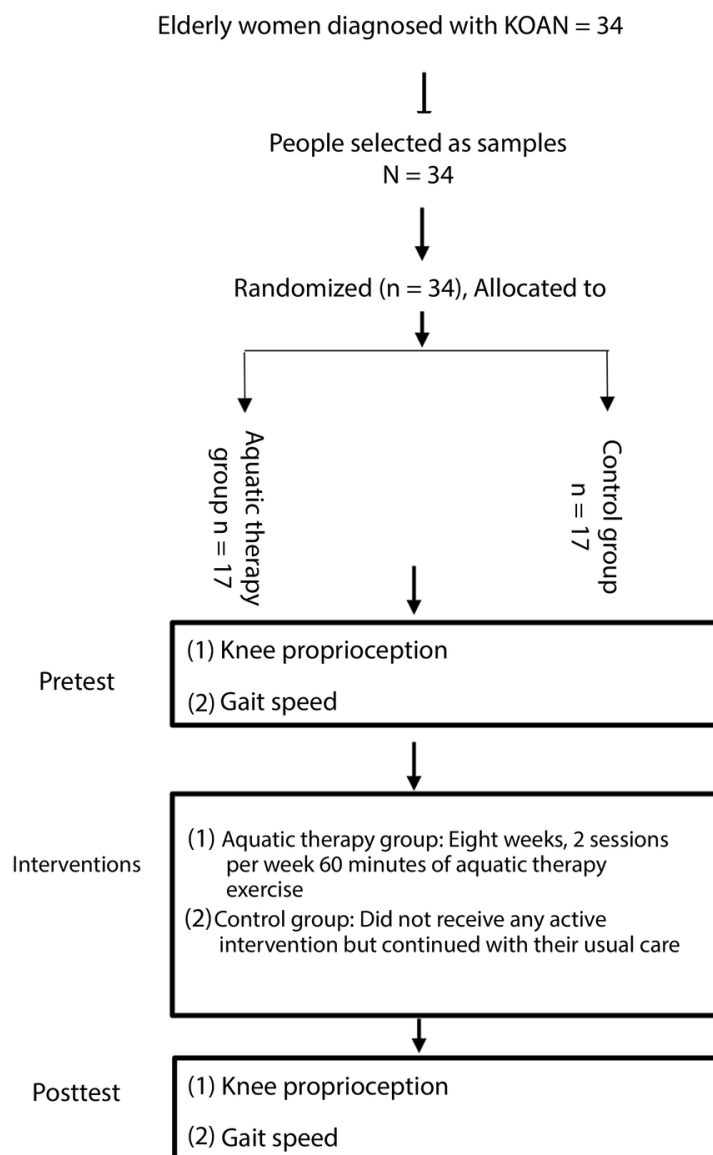 Elderly women diagnosed with KOAN = 34
People selected as samples
N = 34
Randomized (n = 34), Allocated to
Aquatic therapy
group n = 17
Control group
n = 17
Pretest
(1) Knee proprioception
(2) Gait speed
Interventions
(1) Aquatic therapy group: Eight weeks, 2 sessions
per week 60 minutes of aquatic therapy
exercise
(2) Control group: Did not receive any active
intervention but continued with their usual care
Posttest
(1) Knee proprioception
(2) Gait speed